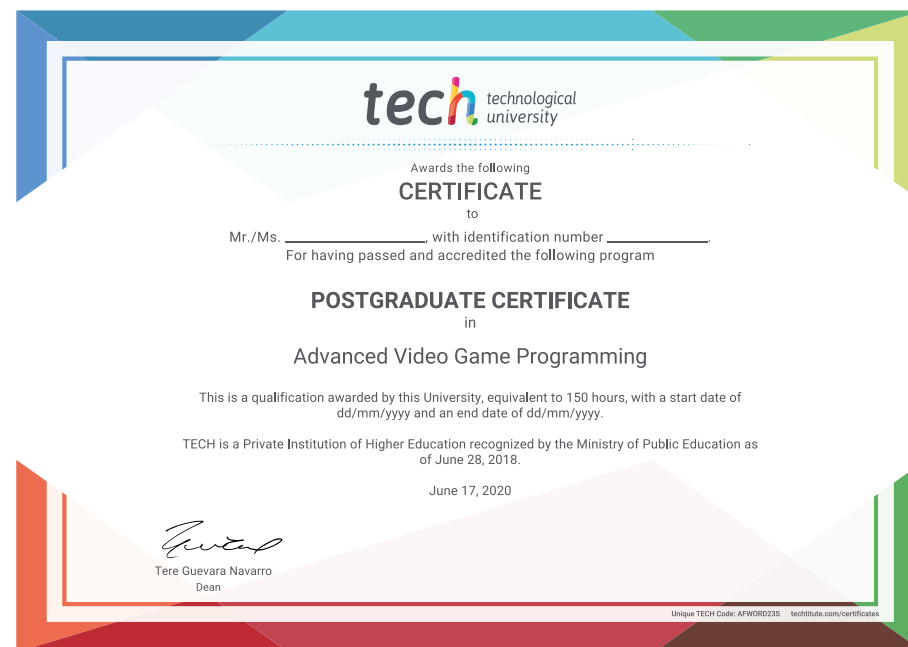 tech technological
university
Awards the following
CERTIFICATE
to
Mr./Ms. ____________________, with identification number ______________.
For having passed and accredited the following program
POSTGRADUATE CERTIFICATE
in
Advanced Video Game Programming
This is a qualification awarded by this University, equivalent to 150 hours, with a start date of
dd/mm/yyyy and an end date of dd/mm/yyyy.
TECH is a Private Institution of Higher Education recognized by the Ministry of Public Education as
of June 28, 2018.
June 17, 2020
Tere Guevara Navarro
Dean
Unique TECH Code: AFWORD23S techtitute.com/certificates